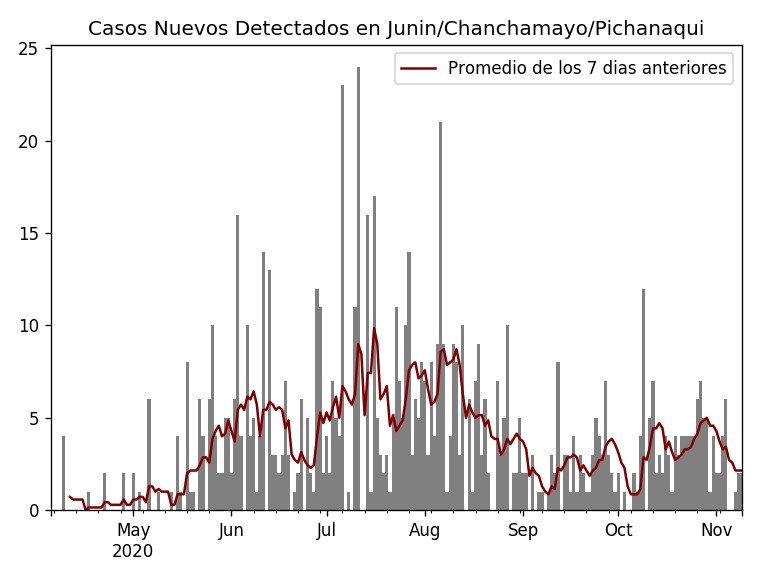 Casos Nuevos Detectados en Junin/Chanchamayo/Pichanaqui
Promedio de los 7 dias anteriores
25
20
15
10
5
0
May Jun Jul Aug Sep Oct Nov
2020